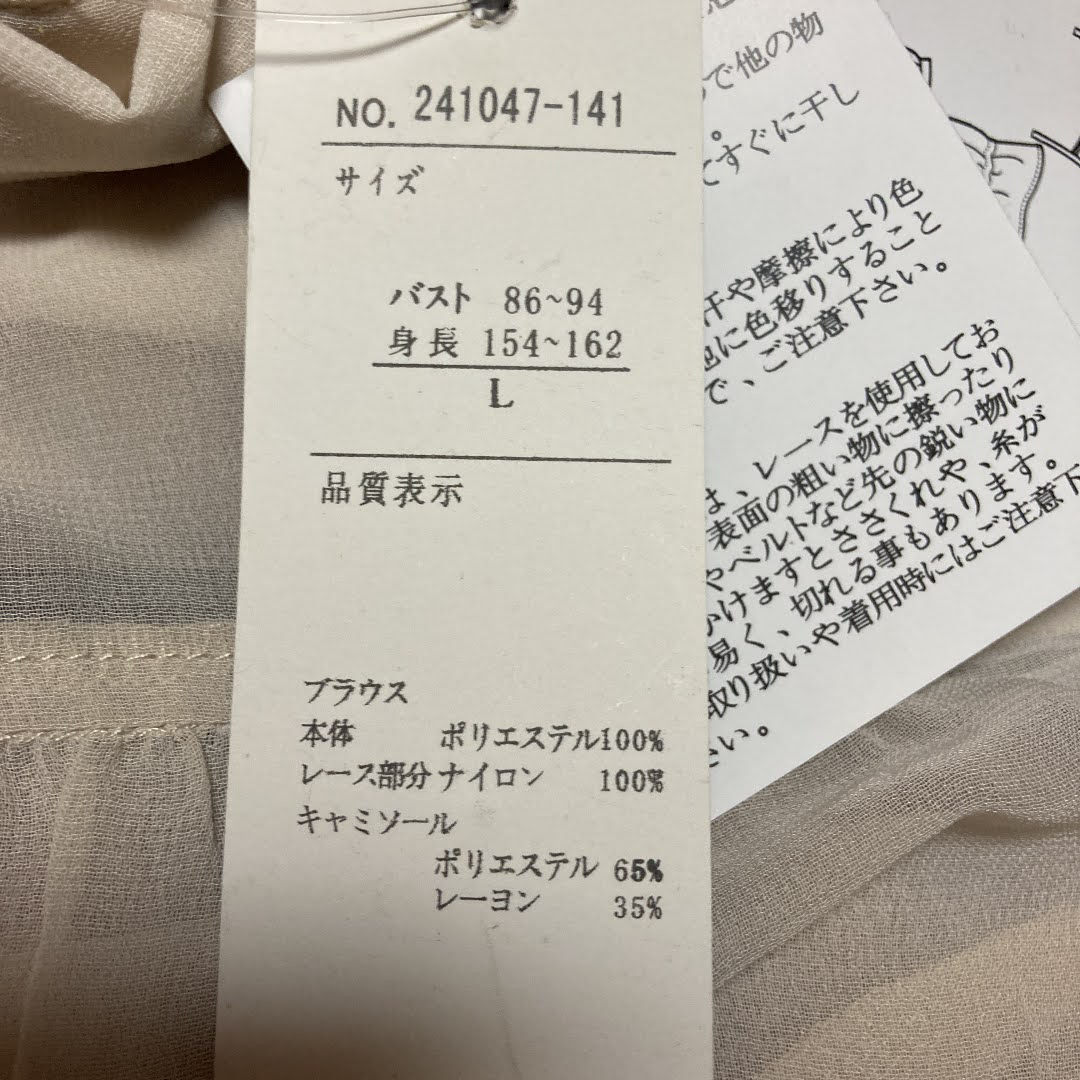 NO. 241047-141
サイズ
バスト 86~94
身長 154~162
L
品質表示
ブラウス
本体 ポリエステル100%
レース部分 ナイロン 100%
キャミソール
ポリエステル 65%
レーヨン 35%
で他の物
。
すぐに干し
汗や摩擦により色
に色移りすること
で、ご注意下さい。
は、レースを使用してお
表面の粗い物に擦ったり
やベルトなど先の鋭い物に
かけますとささくれや、糸が
易く、切れる事もあります。
取り扱いや着用時にはご注意下
さい。